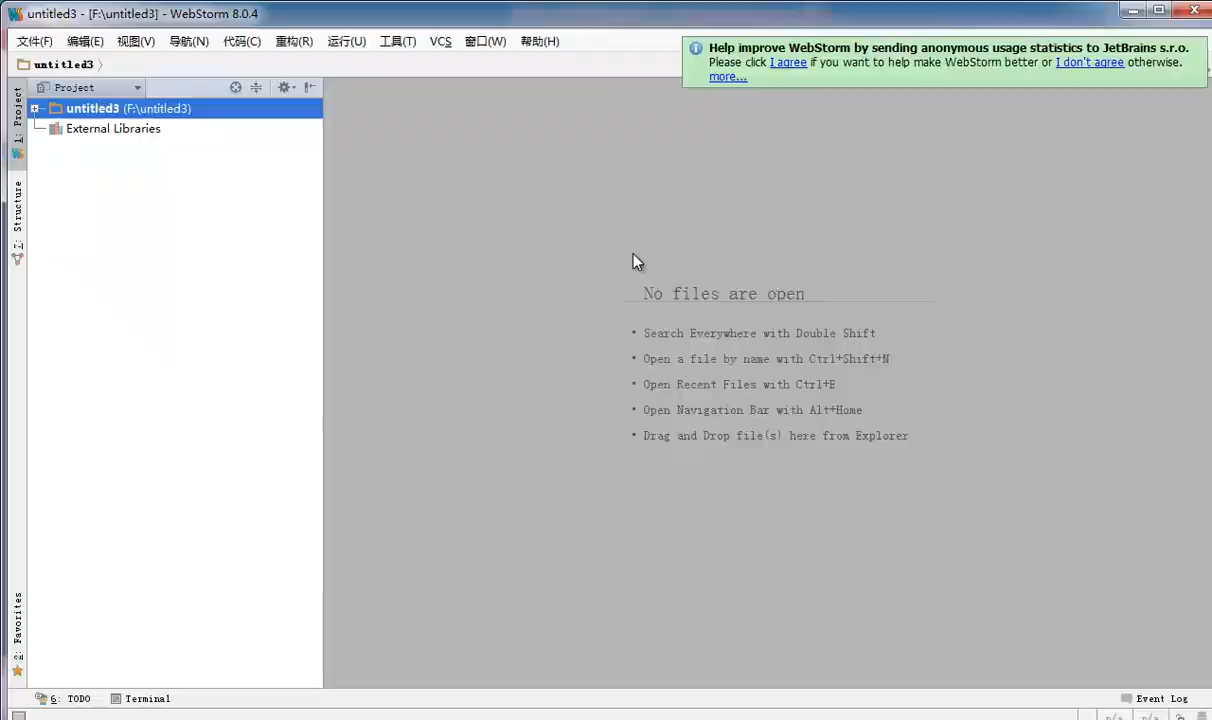 untitled3 - [F:\untitled3] - WebStorm 8.0.4
文件(F) 编辑(E) 视图(V) 导航(N) 代码(C) 重构(R) 运行(U) 工具(T) VCS 窗口(W) 帮助(H)
Help improve WebStorm by sending anonymous usage statistics to JetBrains s.r.o.
Please click I agree if you want to help make WebStorm better or I don't agree otherwise.
more...
untitled3
Project
untitled3 (F:\untitled3)
External Libraries
1: Project
7: Structure
2: Favorites
No files are open
• Search Everywhere with Double Shift
• Open a file by name with Ctrl+Shift+N
• Open Recent Files with Ctrl+E
• Open Navigation Bar with Alt+Home
• Drag and Drop file(s) here from Explorer
6: TODO Terminal Event Log
n/a n/a